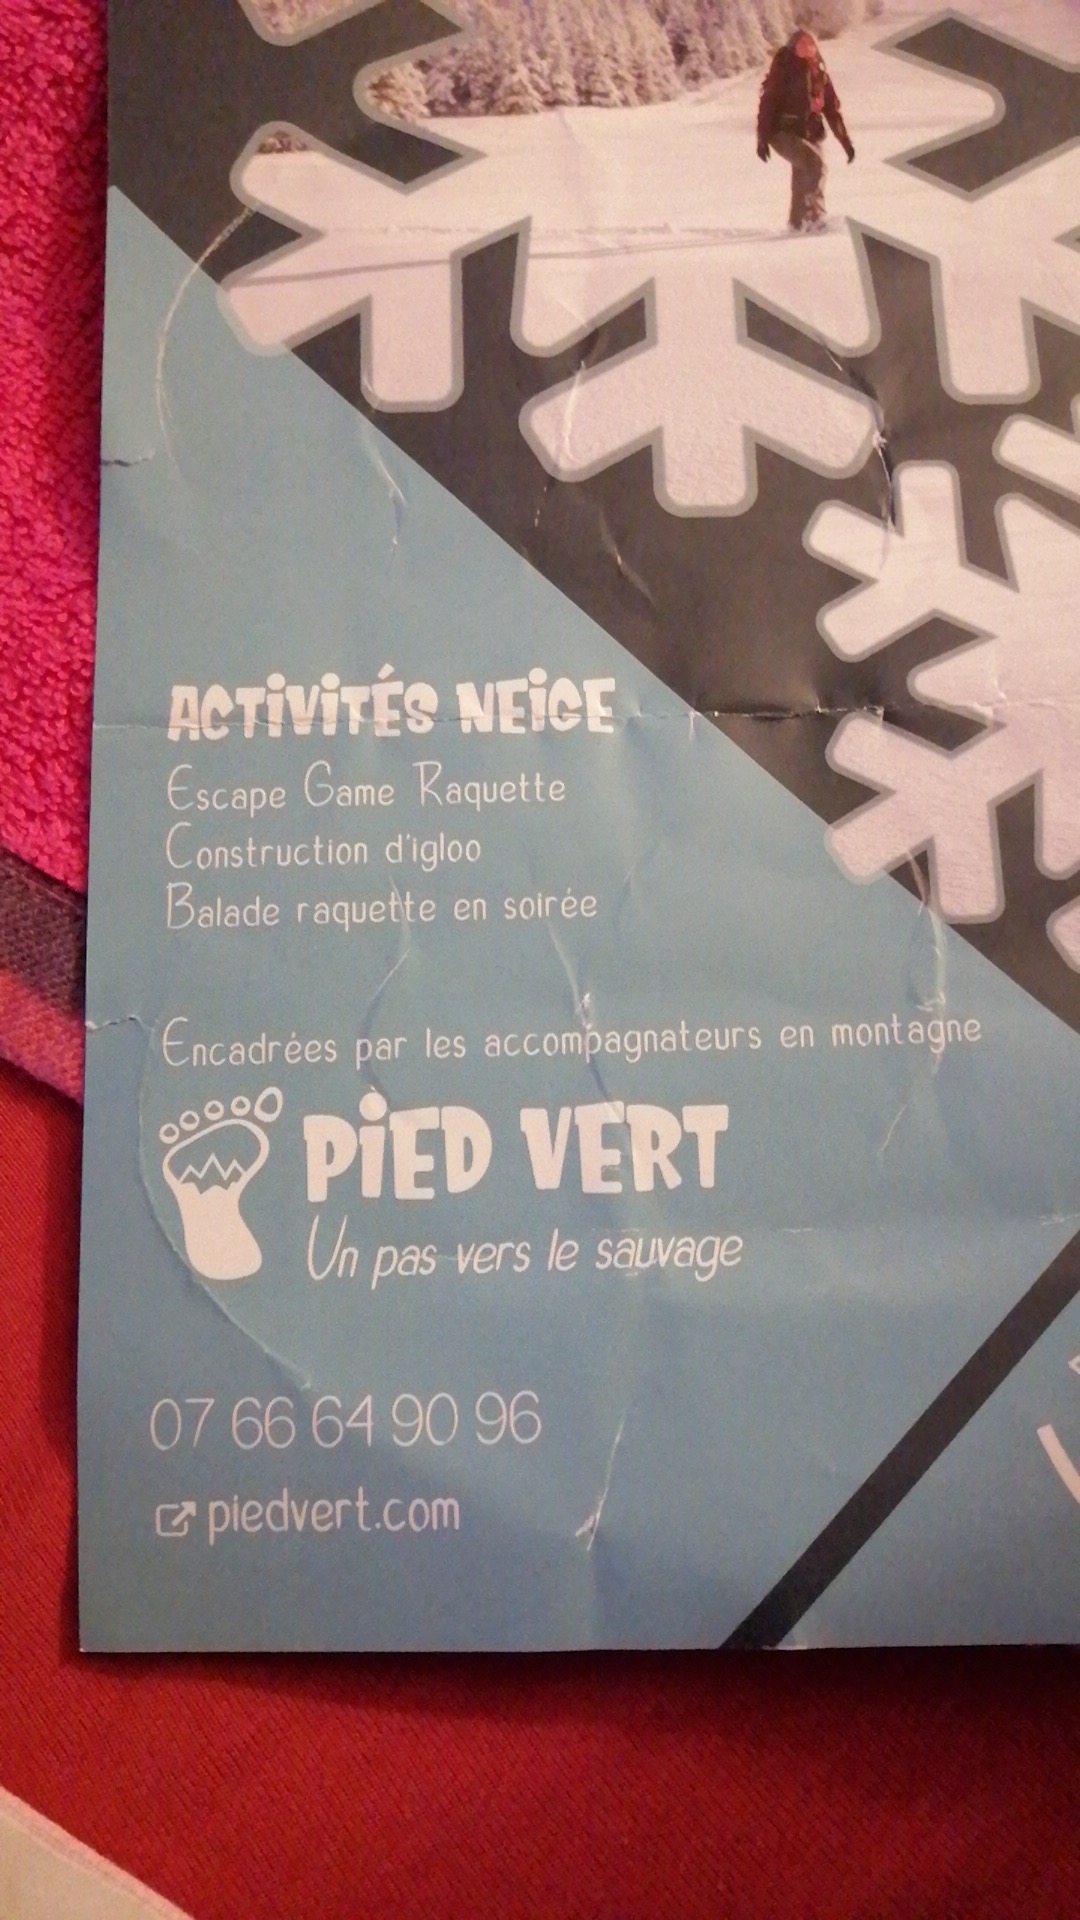 ACTiViTÉS NEiGE
Escape Game Raquette
Construction d'igloo
Balade raquette en soirée
Encadrées par les accompagnateurs en montagne
PiED VERT
Un pas vers le sauvage
07 66 64 90 96
piedvert.com